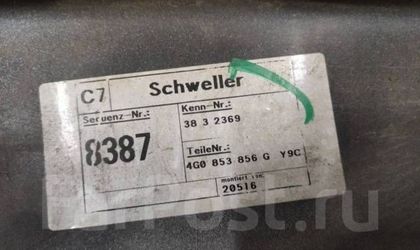 C7 Schweller
Sequenz-Nr.: Kenn-Nr.:
8387 38 3 2369
TeileNr.:
4G0 853 856 G Y9C
montiert von:
20516